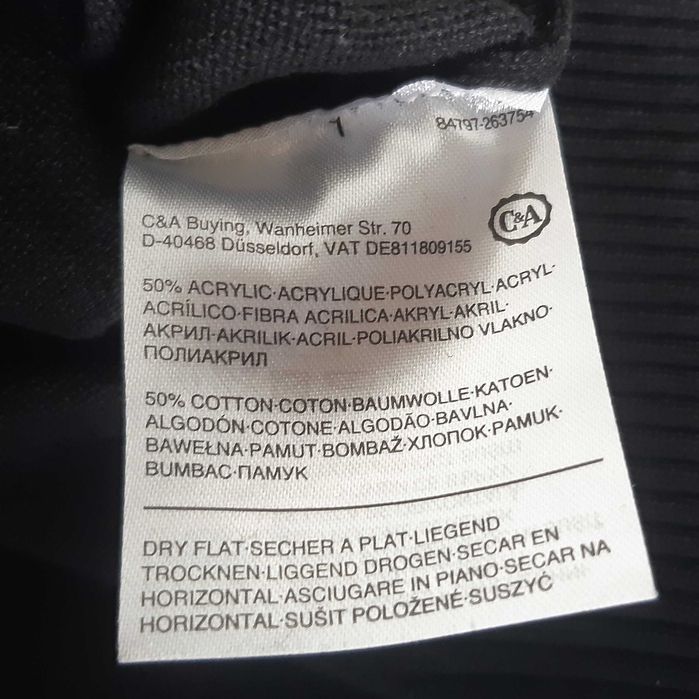 1
84797-263754
C&A Buying, Wanheimer Str. 70
D-40468 Düsseldorf, VAT DE811809155
C&A
50% ACRYLIC·ACRYLIQUE·POLYACRYL·ACRYL·
ACRÍLICO·FIBRA ACRILICA·AKRYL·AKRIL·
АКРИЛ·AKRILIK·ACRIL·POLIAKRILNO VLAKNO·
ПОЛИАКРИЛ
50% COTTON·COTON·BAUMWOLLE·KATOEN·
ALGODÓN·COTONE·ALGODÃO·BAVLNA·
BAWEŁNA·PAMUT·BOMBAŽ·ХЛОПОК·PAMUK·
BUMBAC·ПАМУК
DRY FLAT·SECHER A PLAT·LIEGEND
TROCKNEN·LIGGEND DROGEN·SECAR EN
HORIZONTAL·ASCIUGARE IN PIANO·SECAR NA
HORIZONTAL·SUŠIT POLOŽENÉ·SUSZYĆ